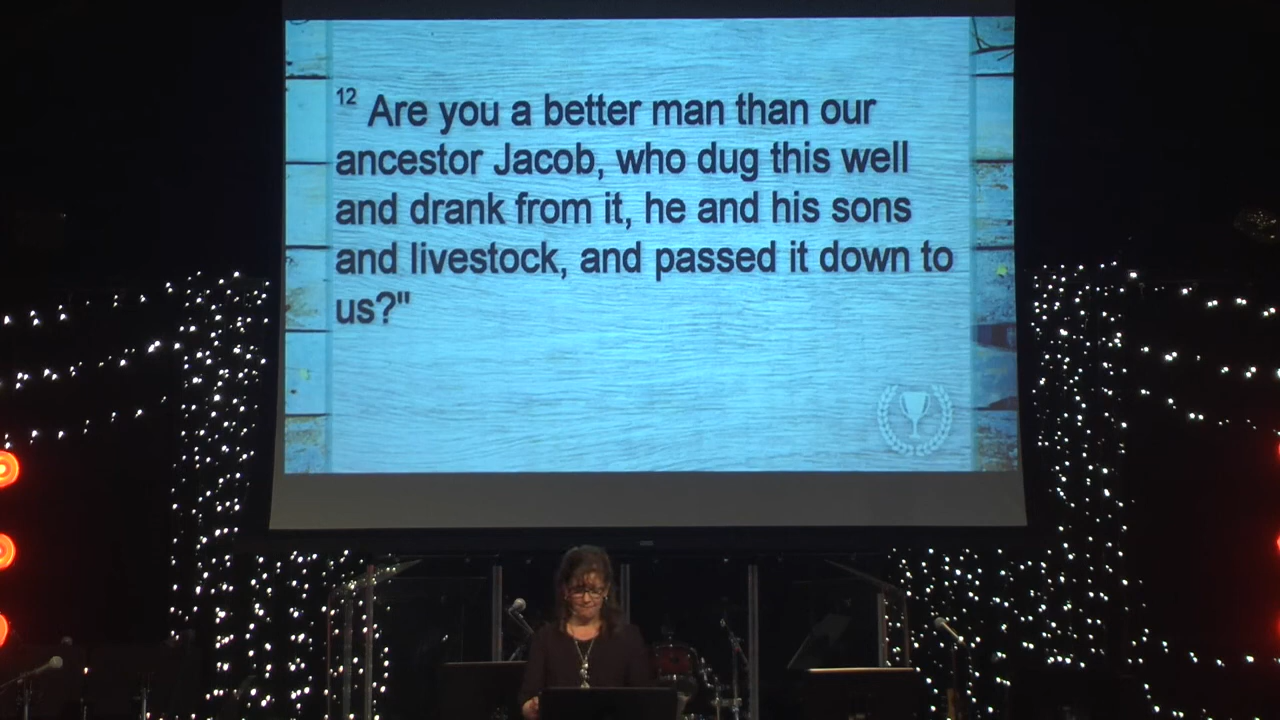 12 Are you a better man than our
ancestor Jacob, who dug this well
and drank from it, he and his sons
and livestock, and passed it down to
us?"